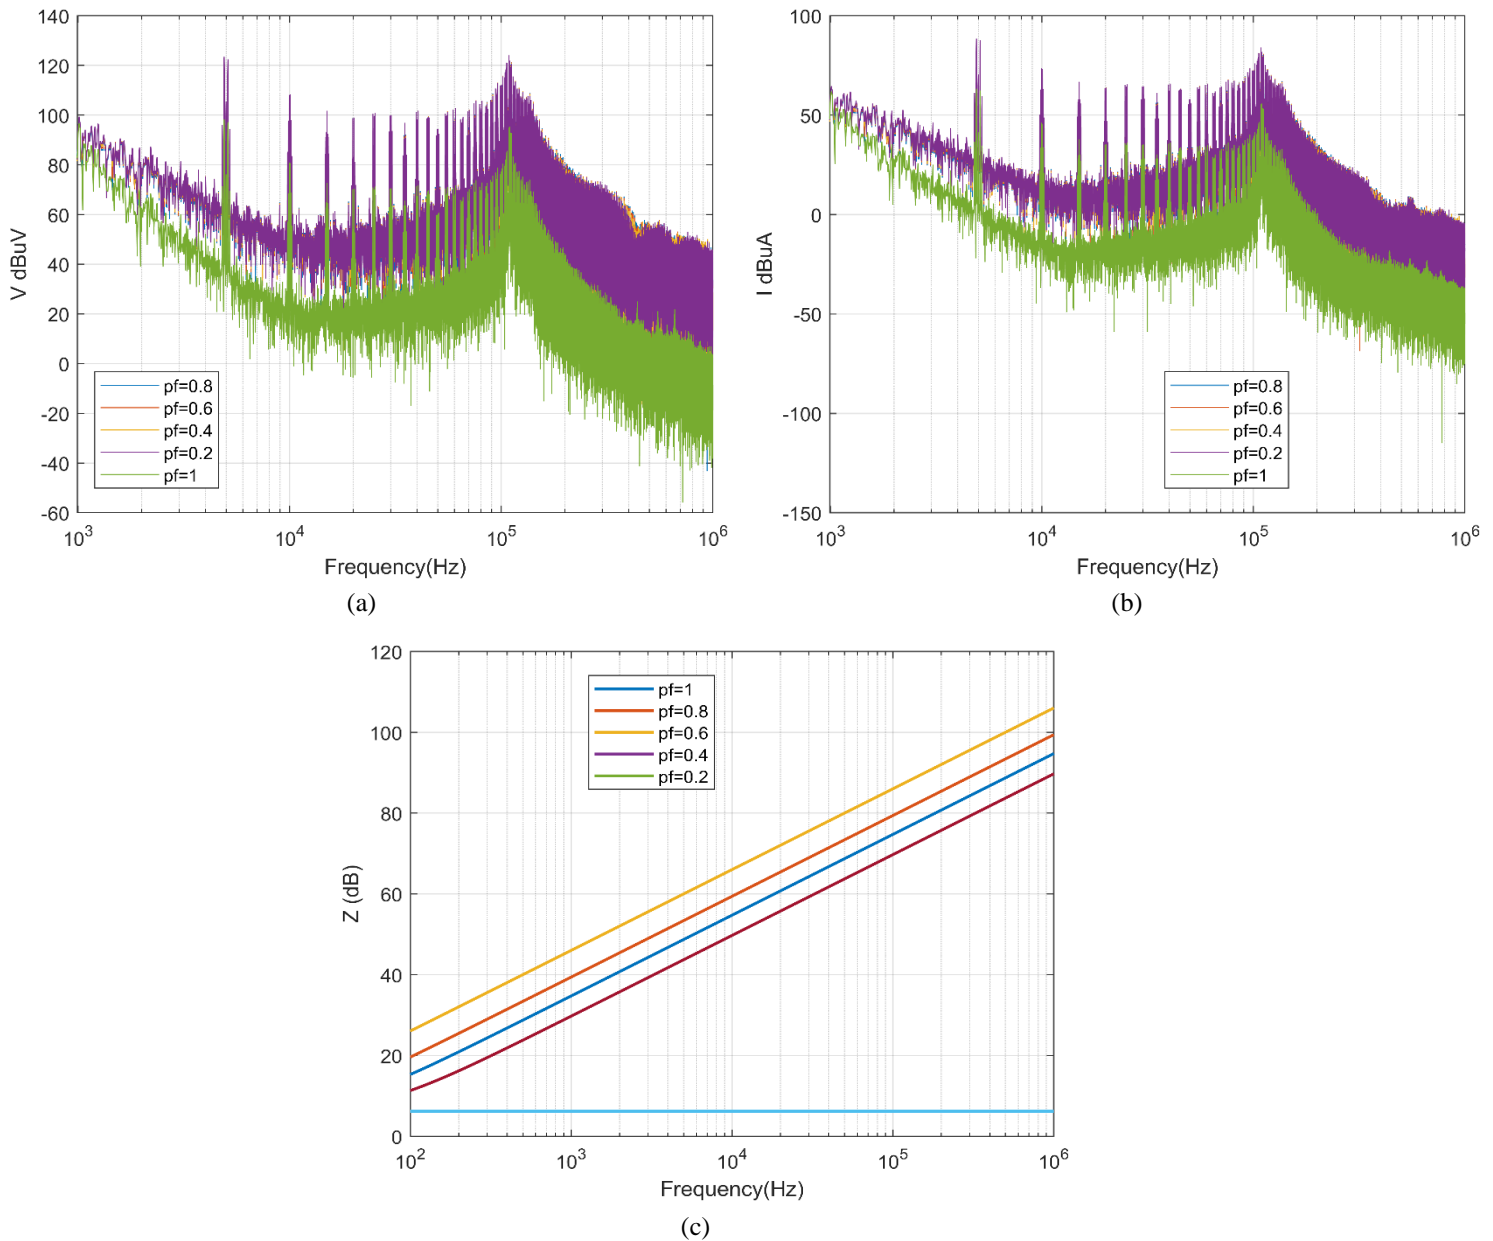 V dBuV
140
120
100
80
60
40
20
0
-20
-40
-60
pf=0.8
pf=0.6
pf=0.4
pf=0.2
pf=1
10³ 10⁴ 10⁵ 10⁶
Frequency(Hz)
(a)
I dBuA
100
50
0
-50
-100
-150
pf=0.8
pf=0.6
pf=0.4
pf=0.2
pf=1
10³ 10⁴ 10⁵ 10⁶
Frequency(Hz)
(b)
Z (dB)
120
100
80
60
40
20
0
pf=1
pf=0.8
pf=0.6
pf=0.4
pf=0.2
10² 10³ 10⁴ 10⁵ 10⁶
Frequency(Hz)
(c)